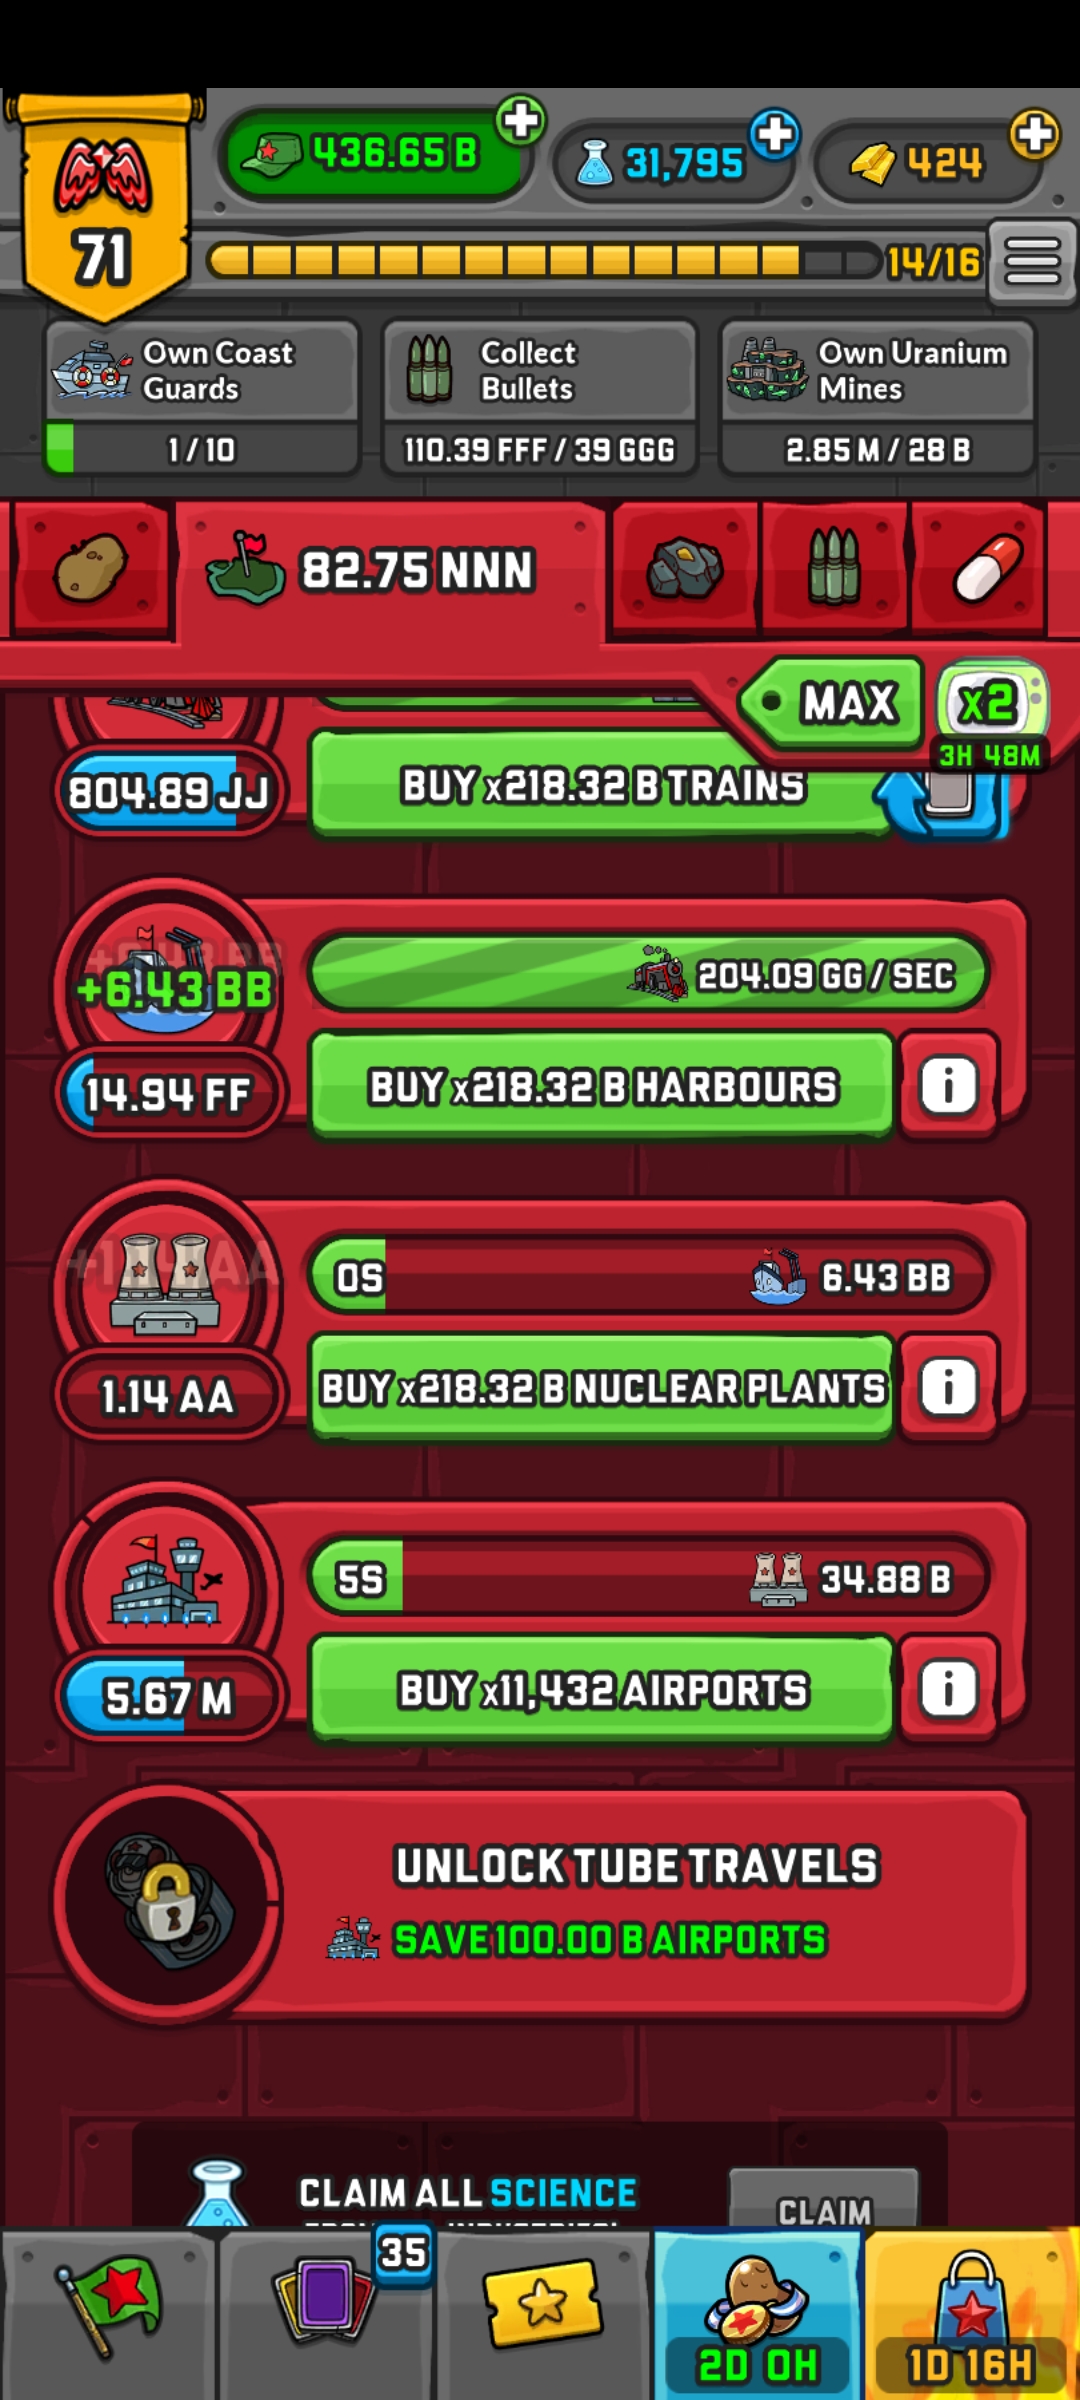 436.65 B
31,795
424
71
14/16
Own Coast
Guards
1/10
Collect
Bullets
110.39 FFF / 39 GGG
Own Uranium
Mines
2.85 M / 28 B
82.75 NNN
MAX
x2
3H 48M
804.89 JJ
BUY x218.32 B TRAINS
+6.43 BB
204.09 GG / SEC
14.94 FF
BUY x218.32 B HARBOURS
i
+1.14 AA
0S
6.43 BB
1.14 AA
BUY x218.32 B NUCLEAR PLANTS
i
5S
34.88 B
5.67 M
BUY x11,432 AIRPORTS
i
UNLOCK TUBE TRAVELS
SAVE 100.00 B AIRPORTS
CLAIM ALL SCIENCE
CLAIM
35
2D 0H
1D 16H